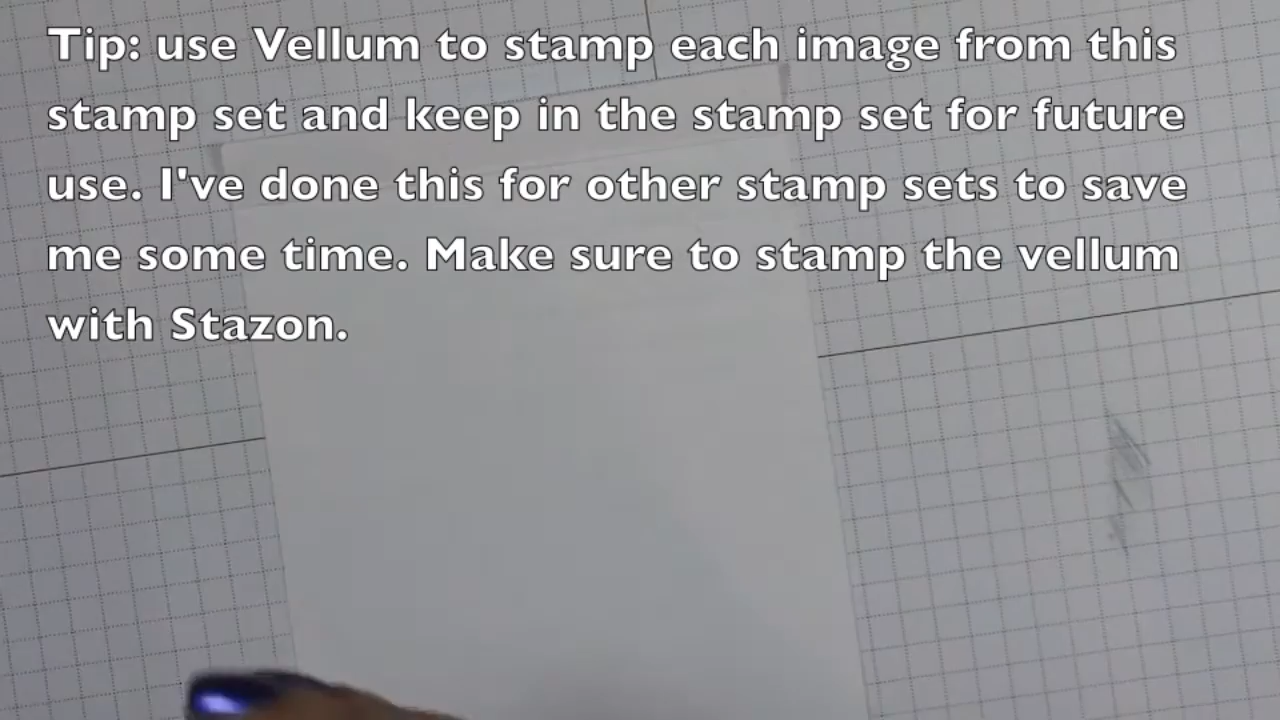 Tip: use Vellum to stamp each image from this
stamp set and keep in the stamp set for future
use. I've done this for other stamp sets to save
me some time. Make sure to stamp the vellum
with Stazon.